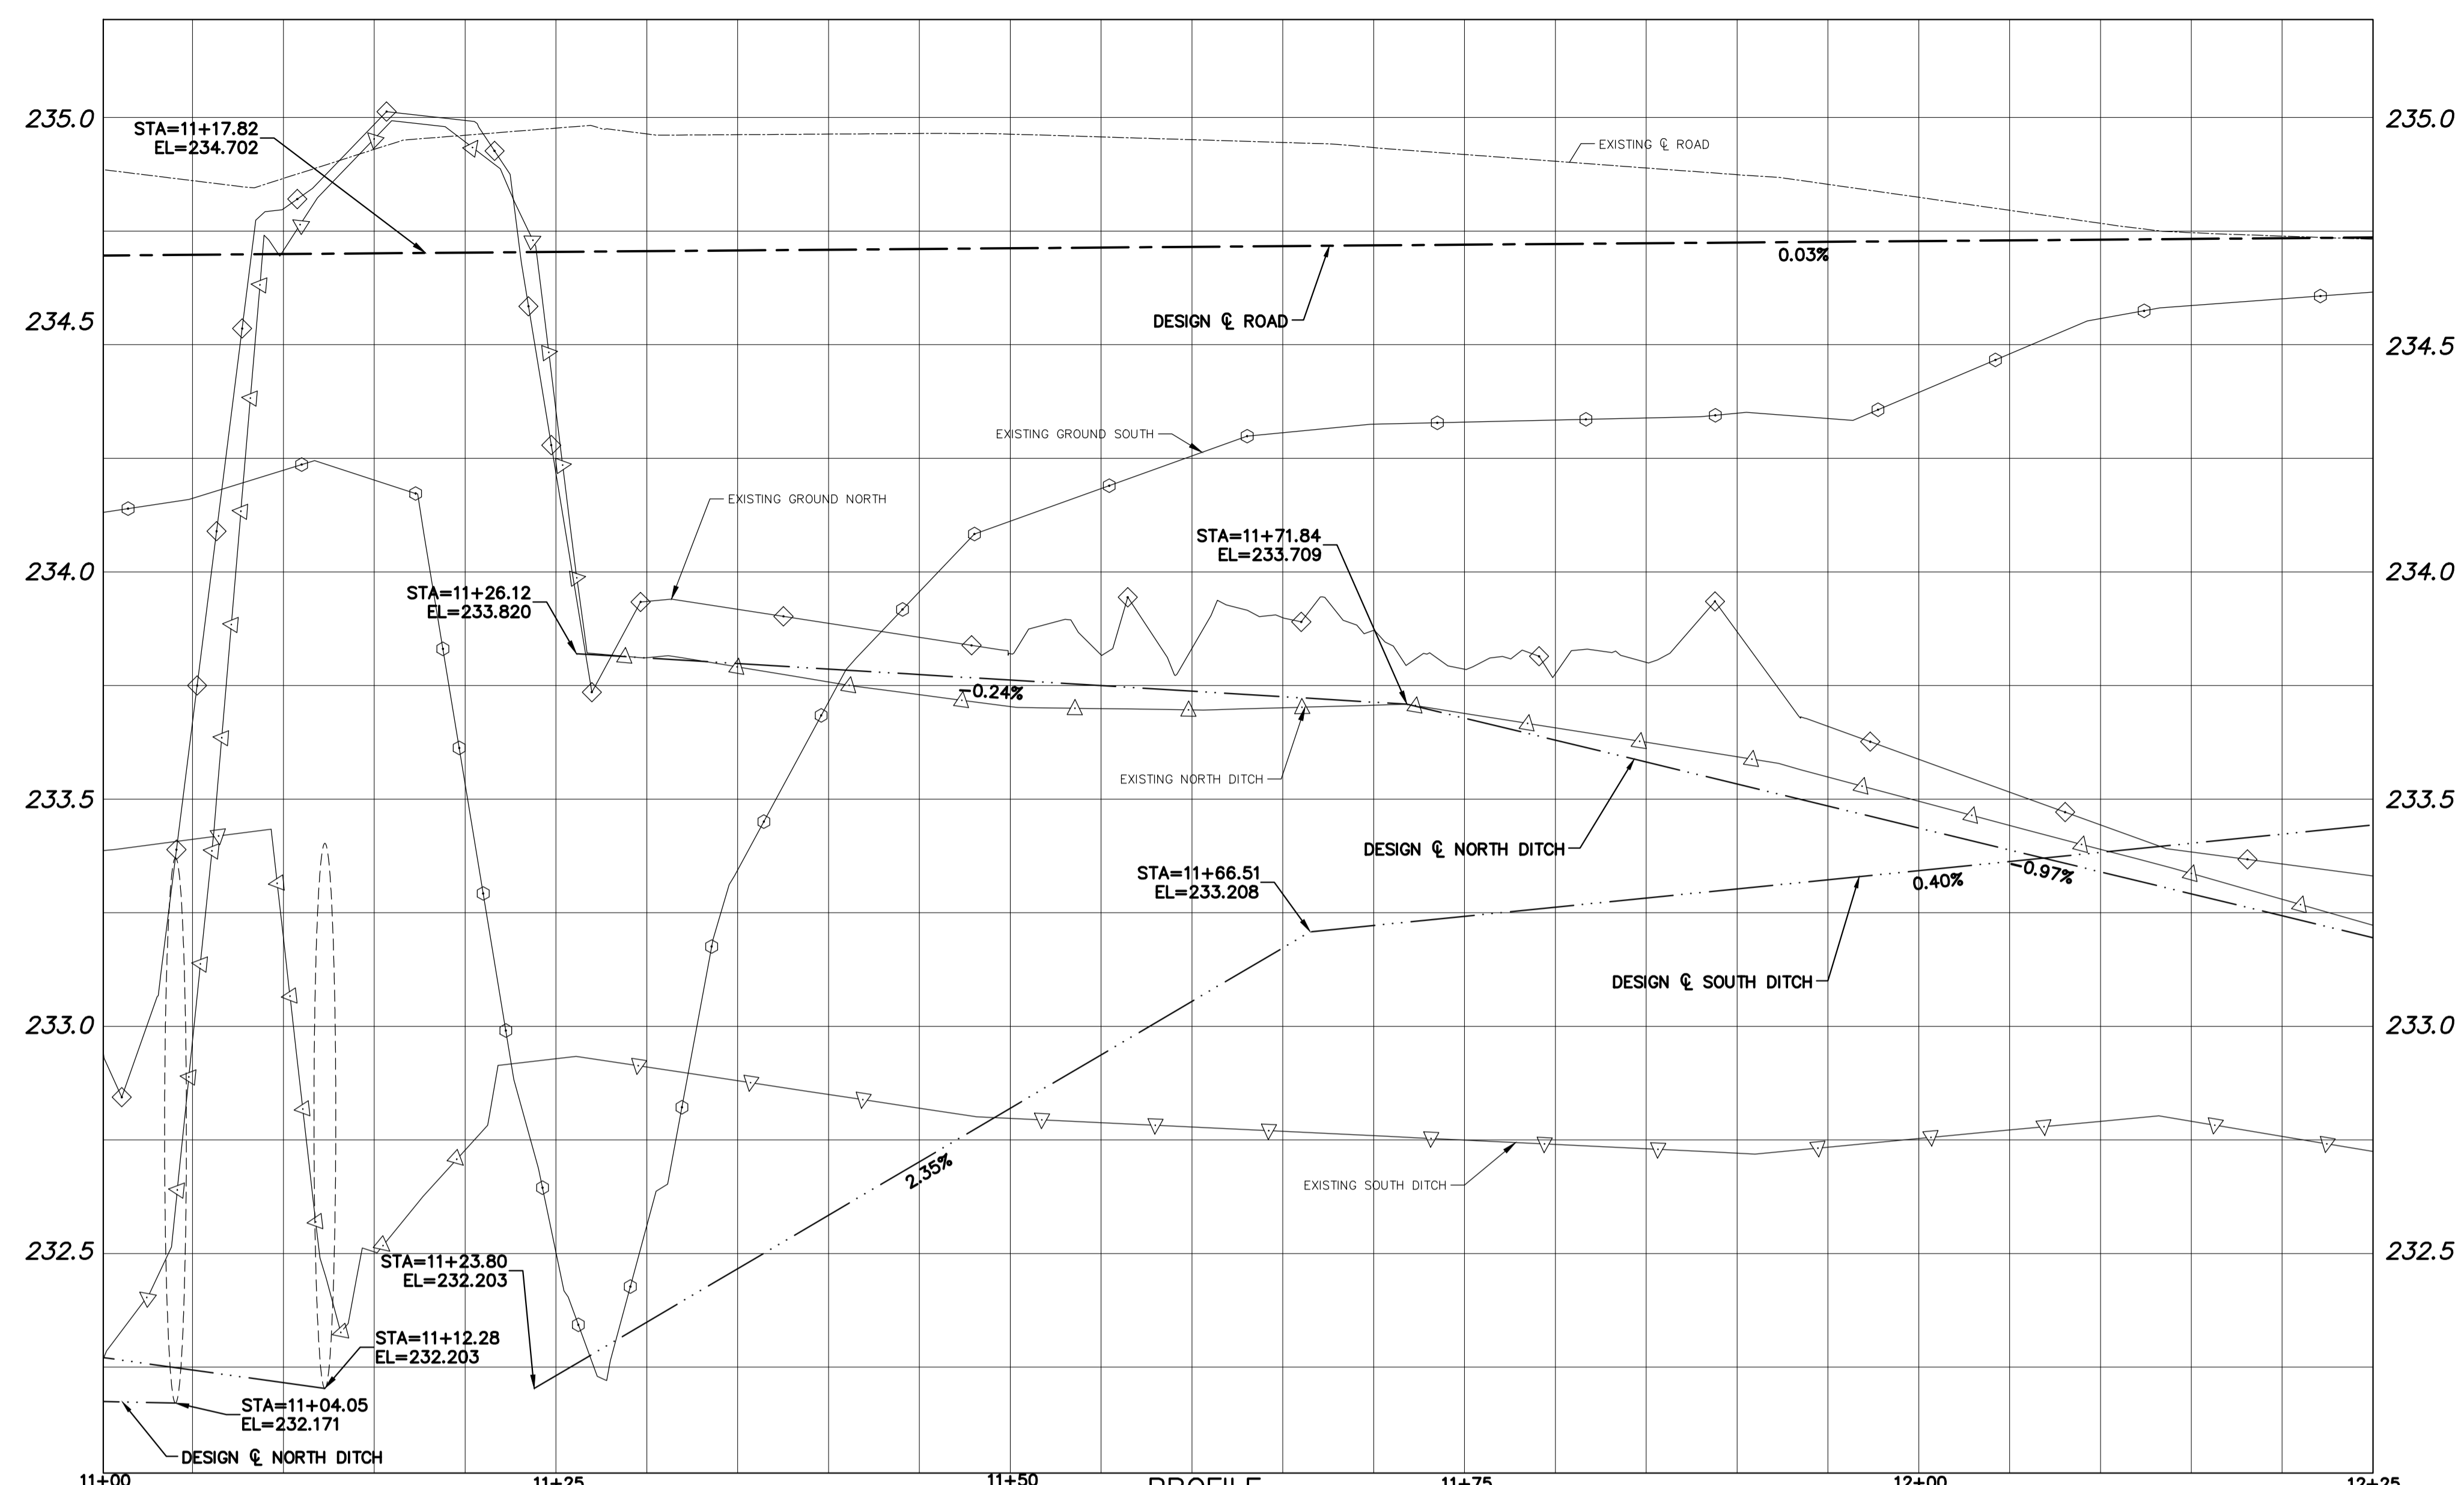 235.0
235.0
STA=11+17.82
EL=234.702
EXISTING ℄ ROAD
0.03%
234.5
DESIGN ℄ ROAD
234.5
EXISTING GROUND SOUTH
EXISTING GROUND NORTH
STA=11+71.84
EL=233.709
234.0
234.0
STA=11+26.12
EL=233.820
-0.24%
EXISTING NORTH DITCH
233.5
233.5
DESIGN ℄ NORTH DITCH
STA=11+66.51
EL=233.208
0.40%
-0.97%
DESIGN ℄ SOUTH DITCH
233.0
233.0
2.35%
EXISTING SOUTH DITCH
232.5
232.5
STA=11+23.80
EL=232.203
STA=11+12.28
EL=232.203
STA=11+04.05
EL=232.171
DESIGN ℄ NORTH DITCH
11+00
11+25
11+50
PROFILE
11+75
12+00
12+25